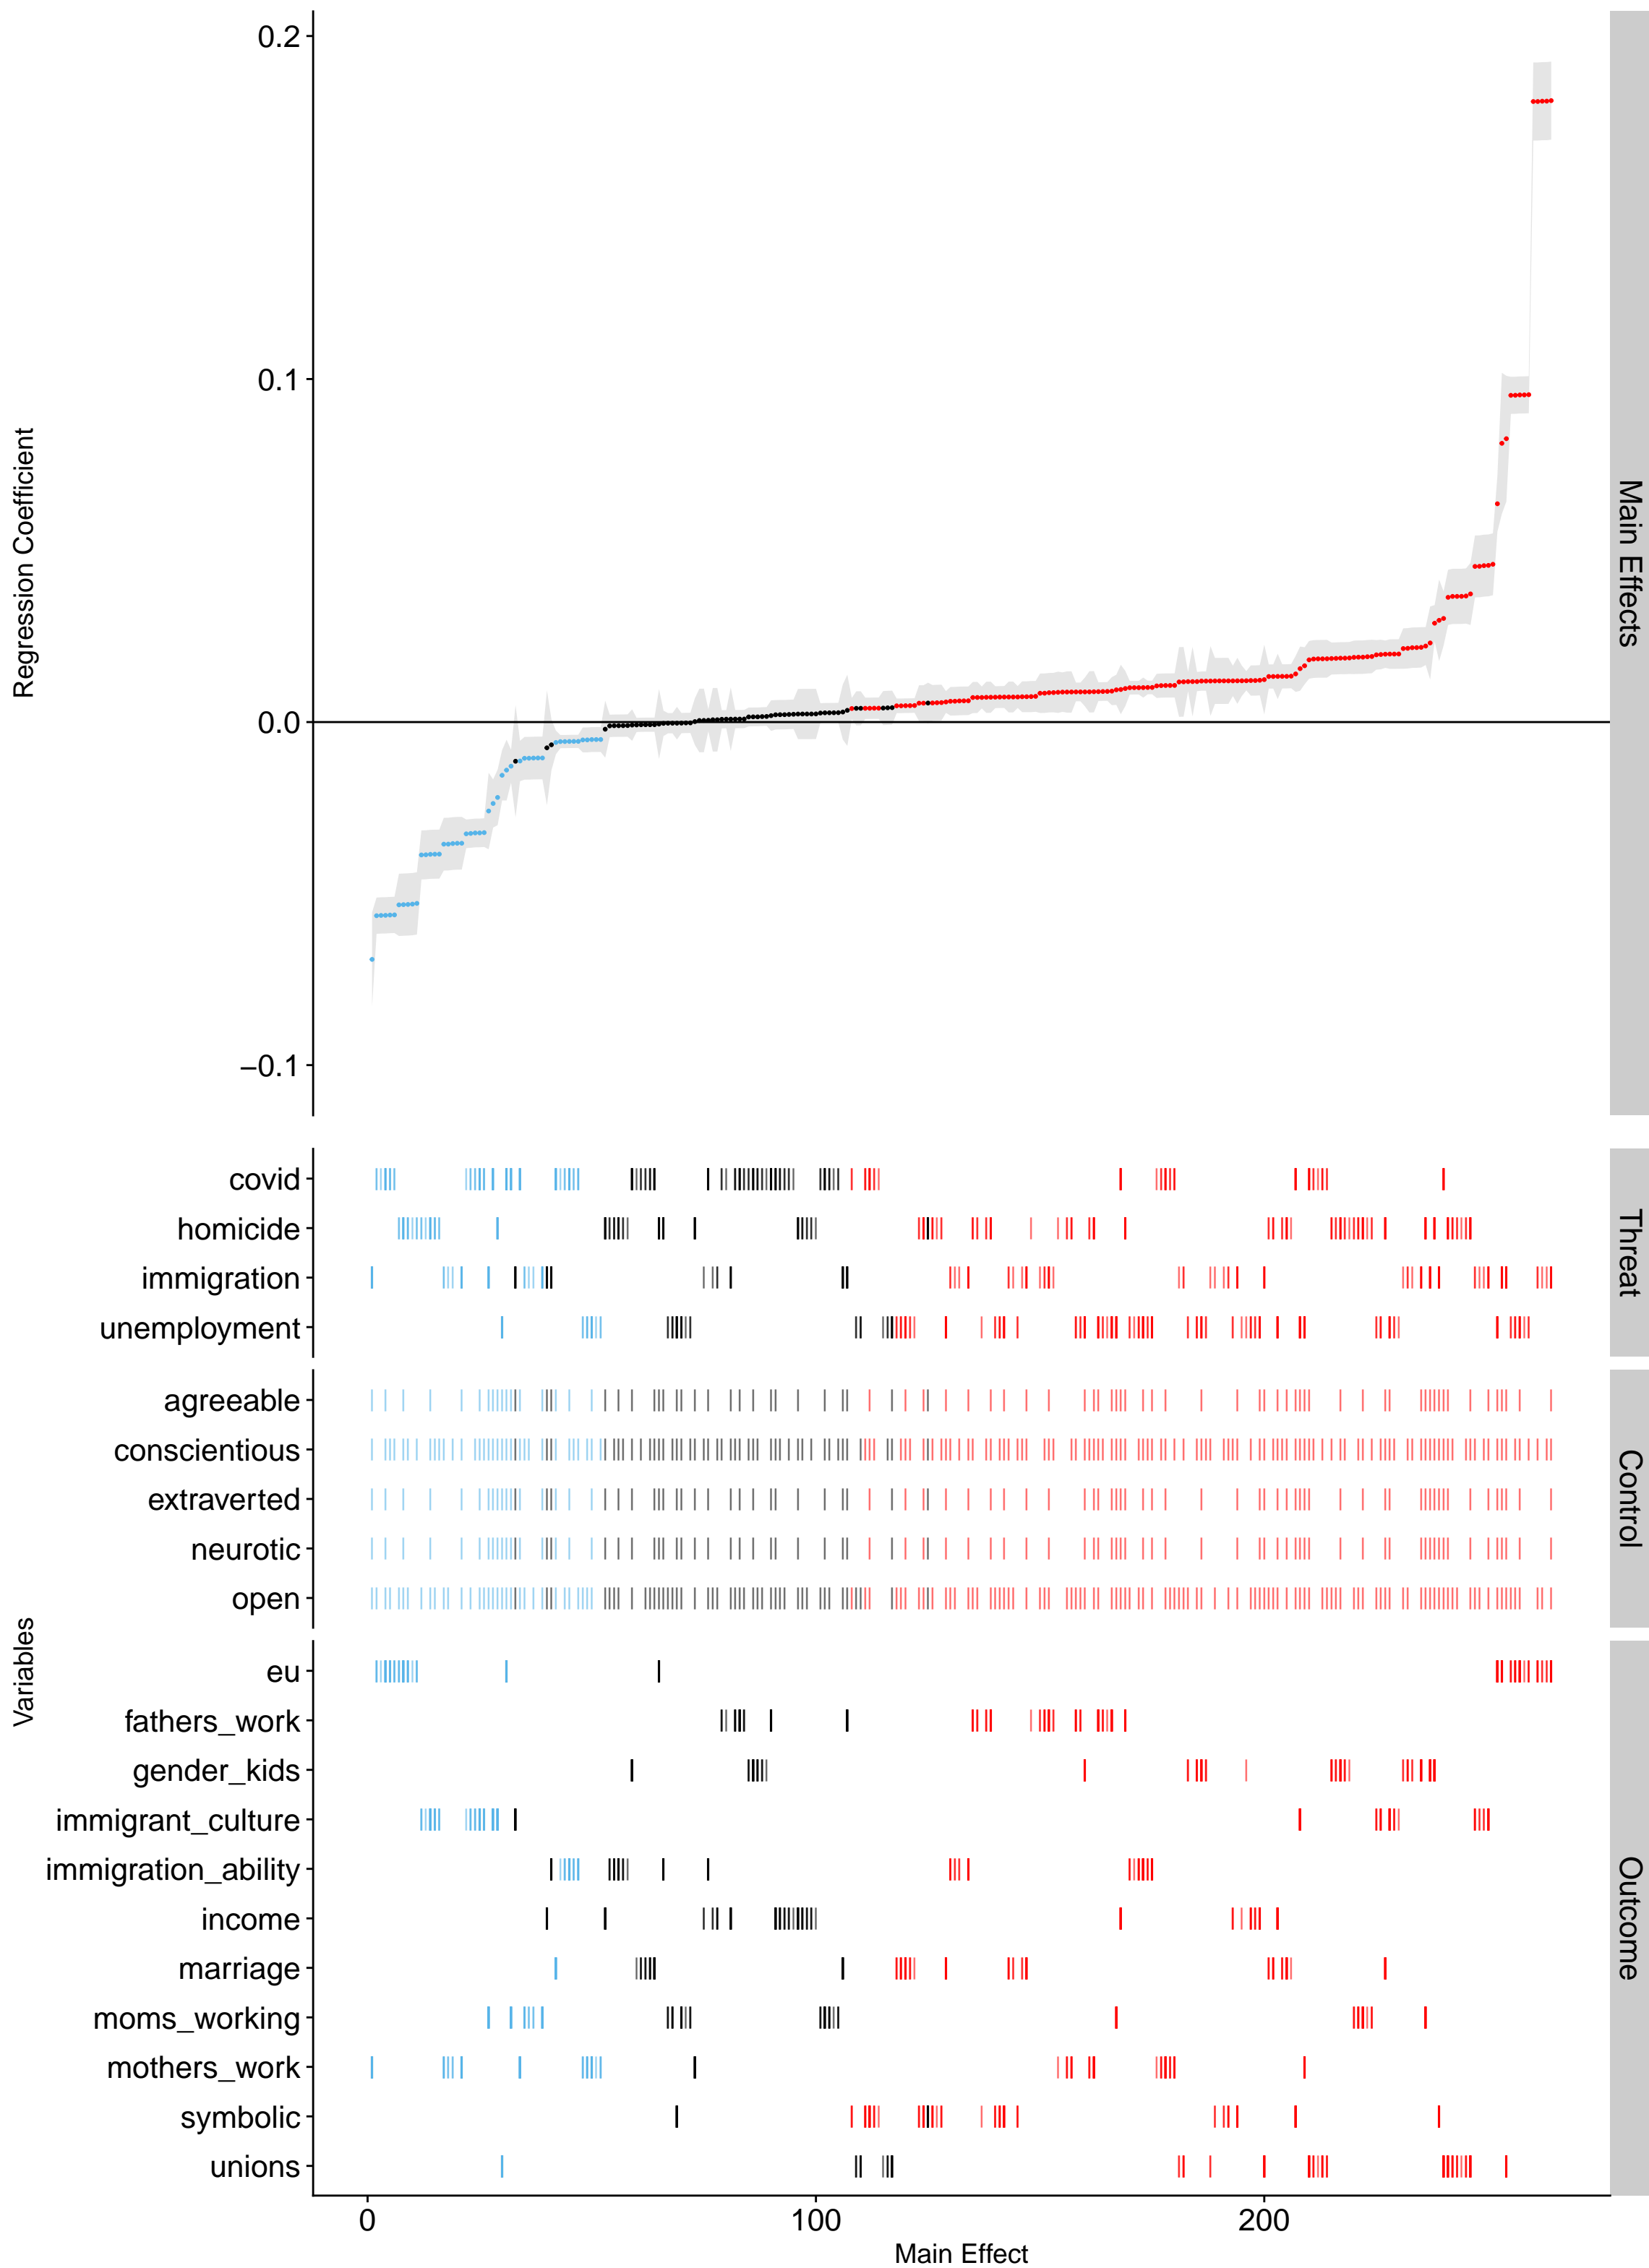 0.2
0.1
0.0
−0.1
Regression Coefficient
Main Effects
covid
homicide
immigration
unemployment
Threat
agreeable
conscientious
extraverted
neurotic
open
Control
Variables
eu
fathers_work
gender_kids
immigrant_culture
immigration_ability
income
marriage
moms_working
mothers_work
symbolic
unions
Outcome
0 100 200
Main Effect